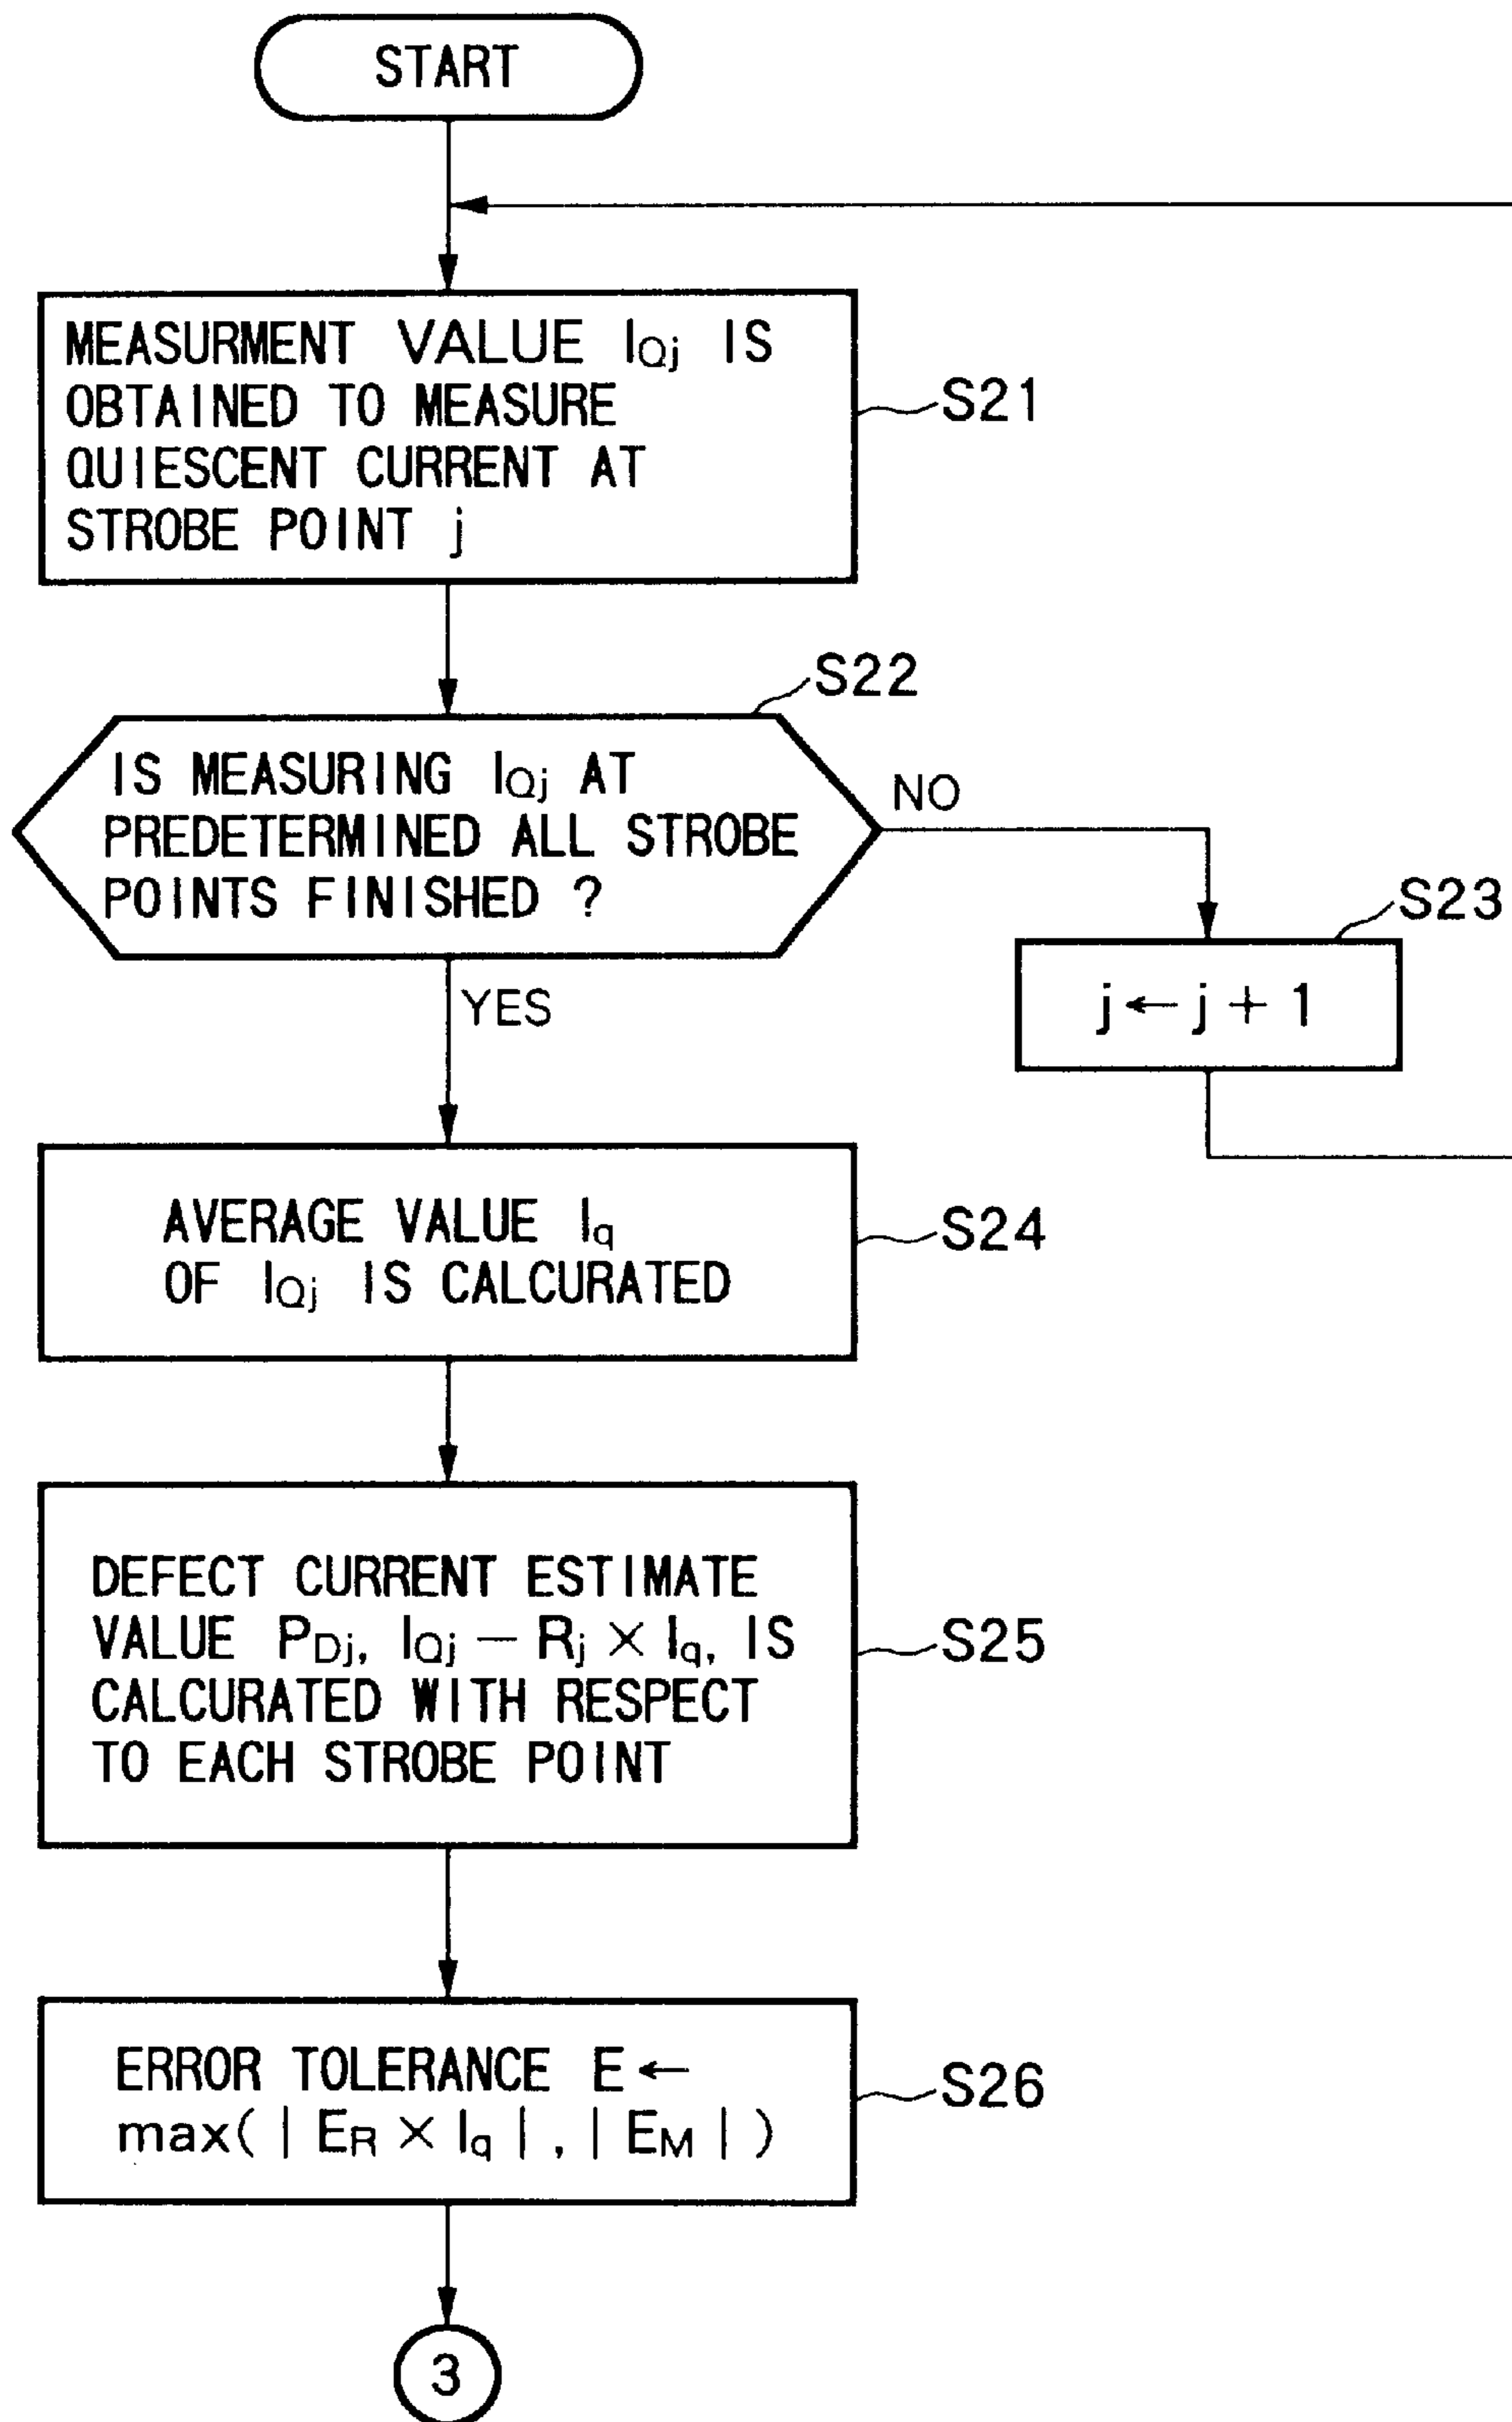 START
MEASURMENT VALUE IQj IS
OBTAINED TO MEASURE
QUIESCENT CURRENT AT
STROBE POINT j
S21
S22
IS MEASURING IQj AT
PREDETERMINED ALL STROBE
POINTS FINISHED ?
NO
S23
j ← j + 1
YES
AVERAGE VALUE Iq
OF IQj IS CALCURATED
S24
DEFECT CURRENT ESTIMATE
VALUE PDj, IQj − Rj × Iq, IS
CALCURATED WITH RESPECT
TO EACH STROBE POINT
S25
ERROR TOLERANCE E ←
max( | ER × Iq | , | EM | )
S26
3